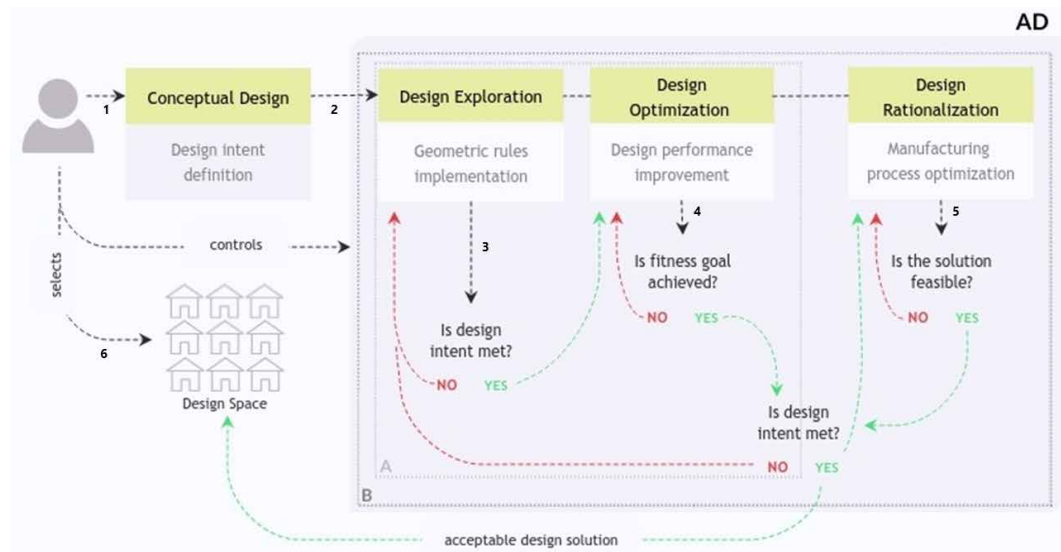 AD
1
Conceptual Design
2
Design Exploration
Design
Optimization
Design
Rationalization
Design intent
definition
Geometric rules
implementation
Design performance
improvement
Manufacturing
process optimization
3
4
5
controls
selects
Is fitness goal
achieved?
Is the solution
feasible?
NO YES
NO YES
Is design
intent met?
6
NO YES
Design Space
Is design
intent met?
NO YES
A
B
acceptable design solution